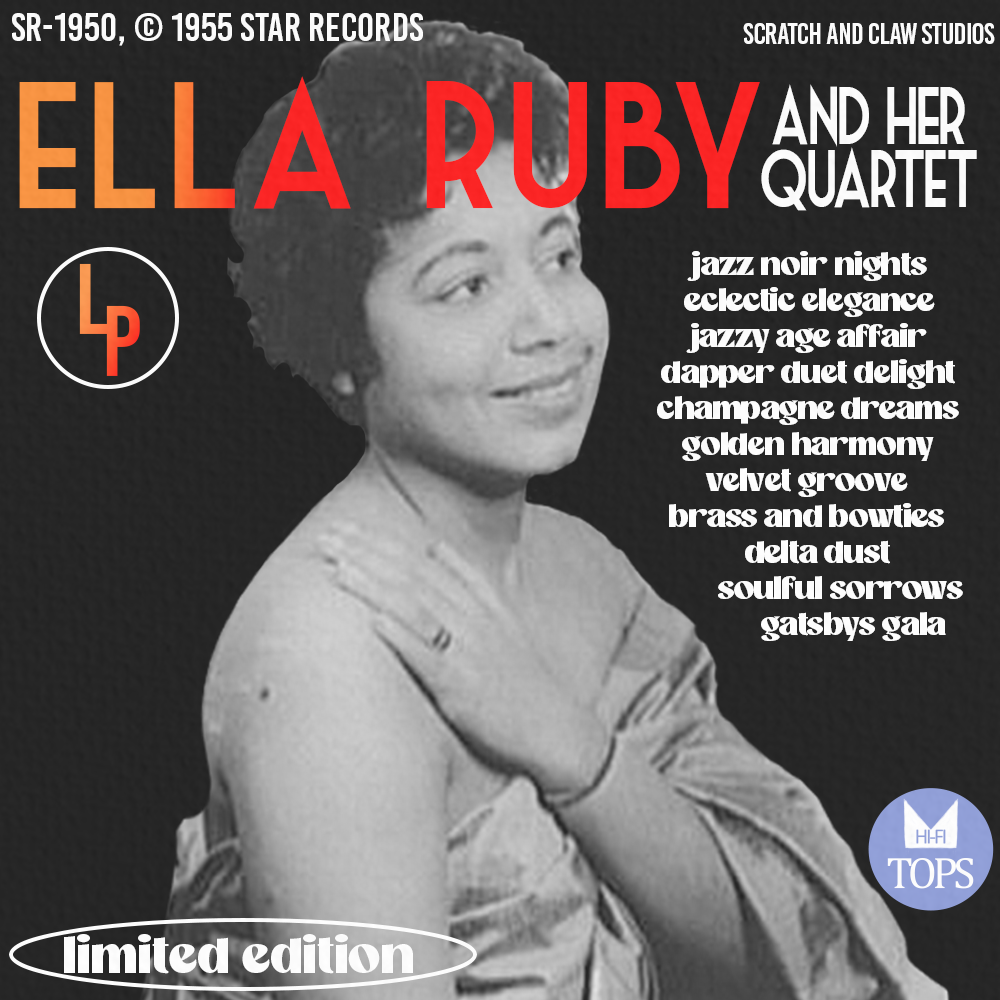 SR-1950, © 1955 STAR RECORDS
SCRATCH AND CLAW STUDIOS
ELLA RUBY
AND HER
QUARTET
LP
jazz noir nights
eclectic elegance
jazzy age affair
dapper duet delight
champagne dreams
golden harmony
velvet groove
brass and bowties
delta dust
soulful sorrows
gatsbys gala
HI-FI
TOPS
limited edition